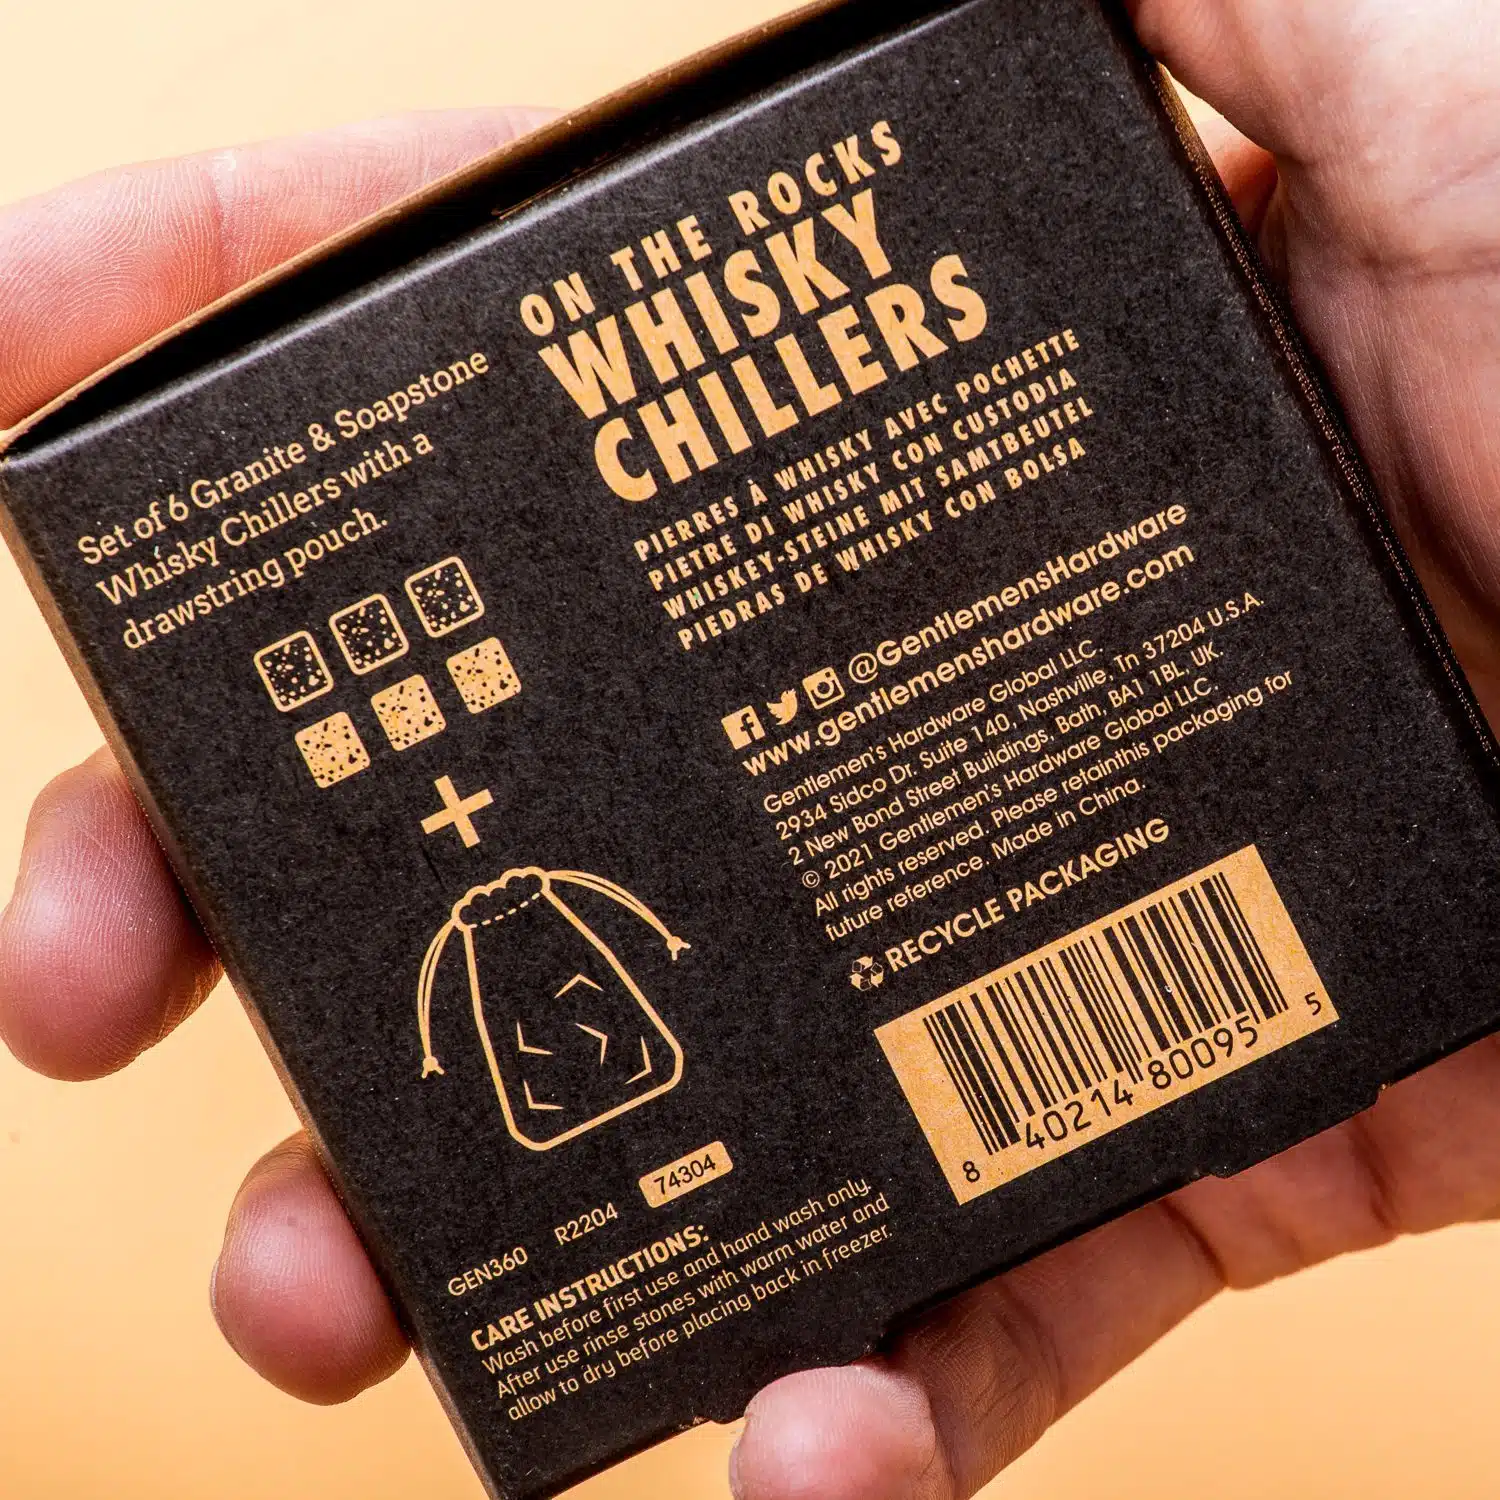 ON THE ROCKS
WHISKY
CHILLERS
PIERRES À WHISKY AVEC POCHETTE
PIETRE DI WHISKY CON CUSTODIA
WHISKEY-STEINE MIT SAMTBEUTEL
PIEDRAS DE WHISKY CON BOLSA
Set of 6 Granite & Soapstone
Whisky Chillers with a
drawstring pouch.
@GentlemensHardware
www.gentlemenshardware.com
Gentlemen's Hardware Global LLC.
2934 Sidco Dr. Suite 140, Nashville, Tn 37204 U.S.A.
2 New Bond Street Buildings, Bath, BA1 1BL. UK.
© 2021 Gentlemen's Hardware Global LLC.
All rights reserved. Please retainthis packaging for
future reference. Made in China.
RECYCLE PACKAGING
8 40214 80095 5
GEN360 R2204 74304
CARE INSTRUCTIONS:
Wash before first use and hand wash only.
After use rinse stones with warm water and
allow to dry before placing back in freezer.